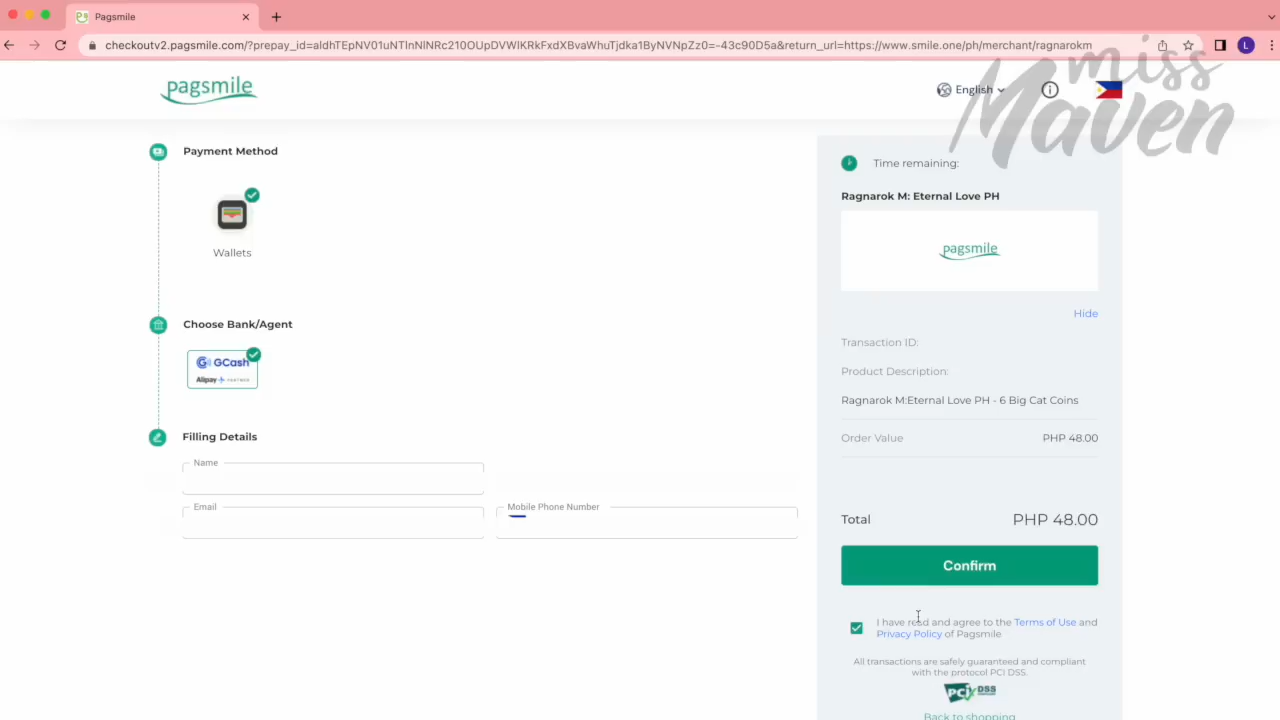 Pagsmile
checkoutv2.pagsmile.com/?prepay_id=aldhTEpNV01uNTlnNlNRc210OUpDVWlKRkFxdXBvaWhuTjdka1ByNVNpZz0=-43c90D5a&return_url=https://www.smile.one/ph/merchant/ragnarokm
L
miss
Maven
pagsmile
English
Payment Method
Wallets
Choose Bank/Agent
GCash
Alipay+ PARTNER
Filling Details
Name
Email
Mobile Phone Number
Time remaining:
Ragnarok M: Eternal Love PH
pagsmile
Hide
Transaction ID:
Product Description:
Ragnarok M:Eternal Love PH - 6 Big Cat Coins
Order Value PHP 48.00
Total PHP 48.00
Confirm
I have read and agree to the Terms of Use and
Privacy Policy of Pagsmile
All transactions are safely guaranteed and compliant
with the protocol PCI DSS.
PCI DSS
Back to shopping